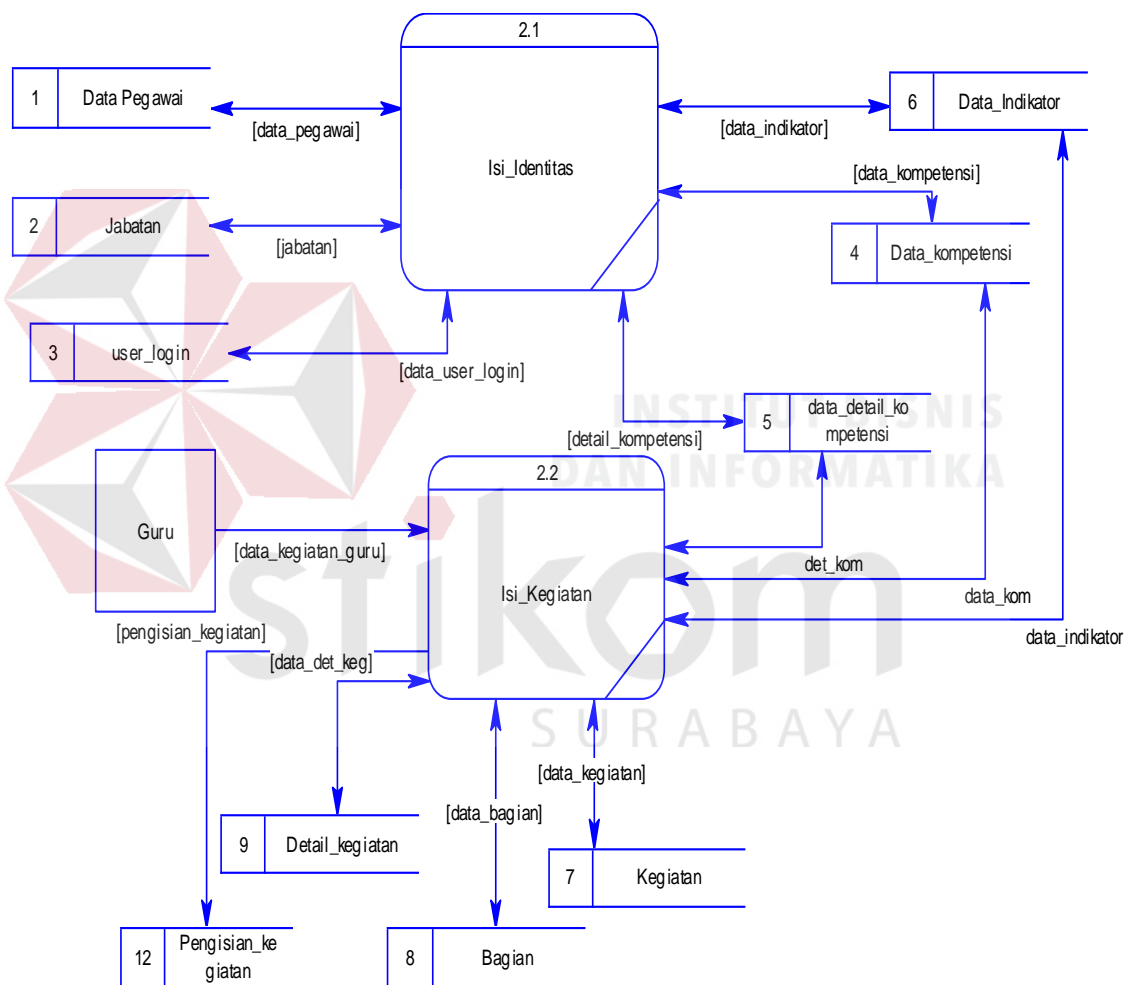 2.1
1
Data Pegawai
[data_pegawai]
Isi_Identitas
6
Data_Indikator
[data_indikator]
[data_kompetensi]
2
Jabatan
[jabatan]
4
Data_kompetensi
3
user_login
[data_user_login]
INSTITUT BISNIS
DAN INFORMATIKA
5
data_detail_ko
mpetensi
[detail_kompetensi]
2.2
Guru
[data_kegiatan_guru]
Isi_Kegiatan
det_kom
data_kom
data_indikator
[pengisian_kegiatan]
[data_det_keg]
stikom
SURABAYA
[data_kegiatan]
[data_bagian]
9
Detail_kegiatan
7
Kegiatan
12
Pengisian_ke
giatan
8
Bagian